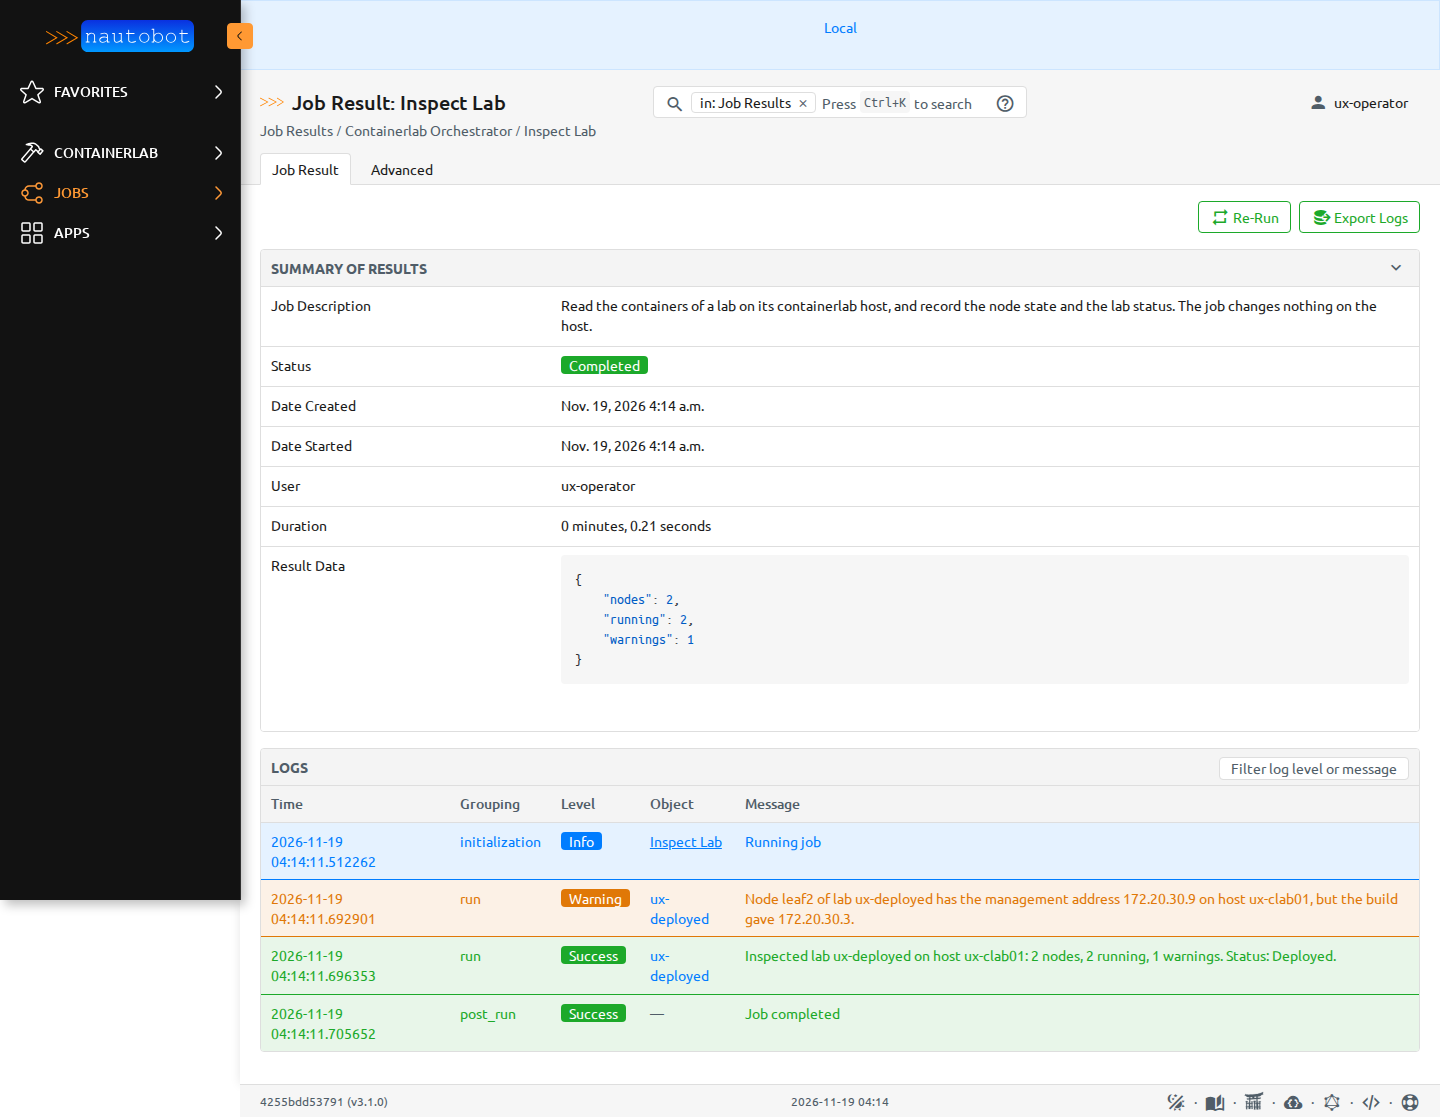 nautobot
FAVORITES
CONTAINERLAB
JOBS
APPS
Local
Job Result: Inspect Lab
in: Job Results × Press Ctrl+K to search
ux-operator
Job Results / Containerlab Orchestrator / Inspect Lab
Job Result
Advanced
Re-Run
Export Logs
SUMMARY OF RESULTS
Job Description
Read the containers of a lab on its containerlab host, and record the node state and the lab status. The job changes nothing on the
host.
Status
Completed
Date Created
Nov. 19, 2026 4:14 a.m.
Date Started
Nov. 19, 2026 4:14 a.m.
User
ux-operator
Duration
0 minutes, 0.21 seconds
Result Data
{
"nodes": 2,
"running": 2,
"warnings": 1
}
LOGS
Filter log level or message
Time Grouping Level Object Message
2026-11-19 initialization Info Inspect Lab Running job
04:14:11.512262
2026-11-19 run Warning ux- Node leaf2 of lab ux-deployed has the management address 172.20.30.9 on host ux-clab01, but the build
04:14:11.692901 deployed gave 172.20.30.3.
2026-11-19 run Success ux- Inspected lab ux-deployed on host ux-clab01: 2 nodes, 2 running, 1 warnings. Status: Deployed.
04:14:11.696353 deployed
2026-11-19 post_run Success — Job completed
04:14:11.705652
4255bdd53791 (v3.1.0)
2026-11-19 04:14